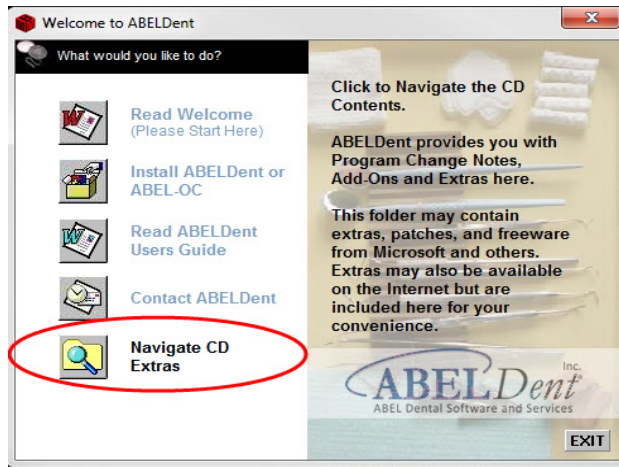 Welcome to ABELDent
What would you like to do?
Read Welcome
(Please Start Here)
Install ABELDent or
ABEL-OC
Read ABELDent
Users Guide
Contact ABELDent
Navigate CD
Extras
Click to Navigate the CD
Contents.
ABELDent provides you with
Program Change Notes,
Add-Ons and Extras here.
This folder may contain
extras, patches, and freeware
from Microsoft and others.
Extras may also be available
on the Internet but are
included here for your
convenience.
ABELDent Inc.
ABEL Dental Software and Services
EXIT